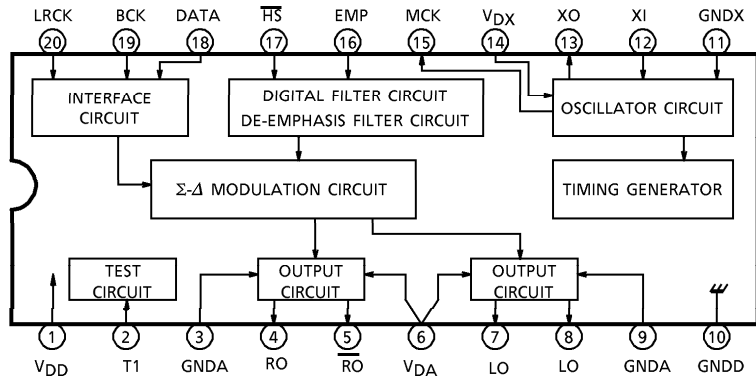 LRCK BCK DATA H̅S̅ EMP MCK VDX XO XI GNDX
20 19 18 17 16 15 14 13 12 11
INTERFACE
CIRCUIT
DIGITAL FILTER CIRCUIT
DE-EMPHASIS FILTER CIRCUIT
OSCILLATOR CIRCUIT
Σ-Δ MODULATION CIRCUIT
TIMING GENERATOR
TEST
CIRCUIT
OUTPUT
CIRCUIT
OUTPUT
CIRCUIT
1 2 3 4 5 6 7 8 9 10
VDD T1 GNDA RO R̅O̅ VDA LO LO GNDA GNDD